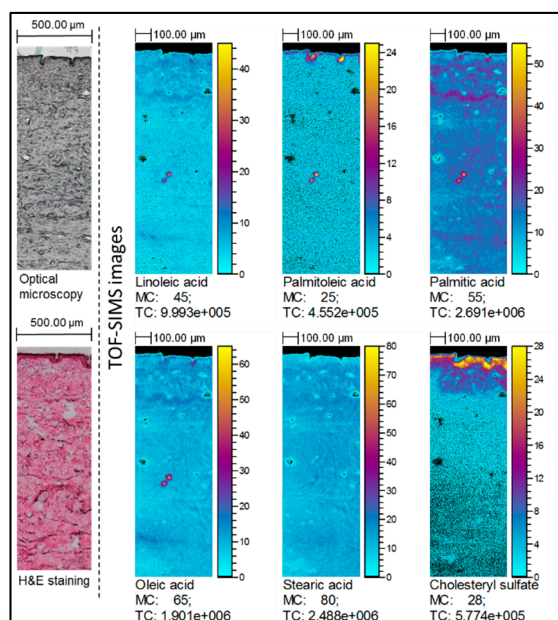 500.00 µm
100.00 µm
100.00 µm
100.00 µm
40
30
20
10
0
24
20
16
12
8
4
0
50
40
30
20
10
0
Optical
microscopy
Linoleic acid
MC: 45;
TC: 9.993e+005
Palmitoleic acid
MC: 25;
TC: 4.552e+005
Palmitic acid
MC: 55;
TC: 2.691e+006
TOF-SIMS images
500.00 µm
100.00 µm
100.00 µm
100.00 µm
60
50
40
30
20
10
0
80
70
60
50
40
30
20
10
0
28
24
20
16
12
8
4
0
H&E staining
Oleic acid
MC: 65;
TC: 1.901e+006
Stearic acid
MC: 80;
TC: 2.488e+006
Cholesteryl sulfate
MC: 28;
TC: 5.774e+005